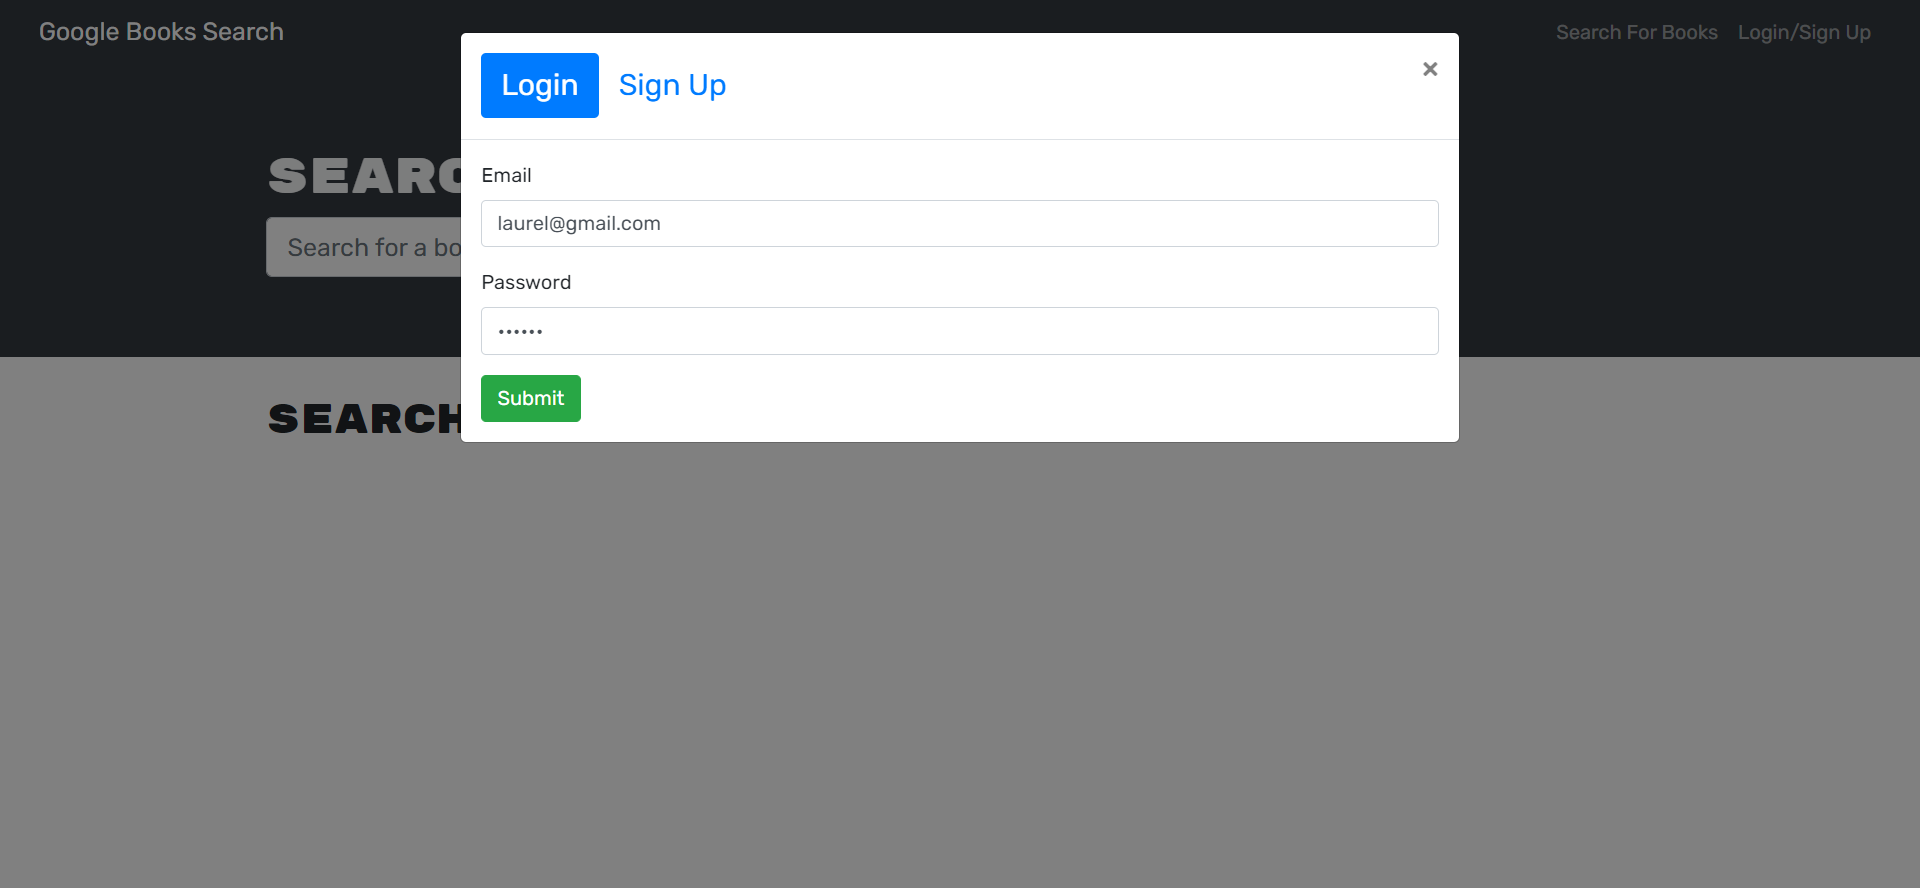 Google Books Search
Search For Books
Login/Sign Up
Login
Sign Up
×
SEARC
Search for a bo
Email
laurel@gmail.com
Password
••••••
Submit
SEARCH